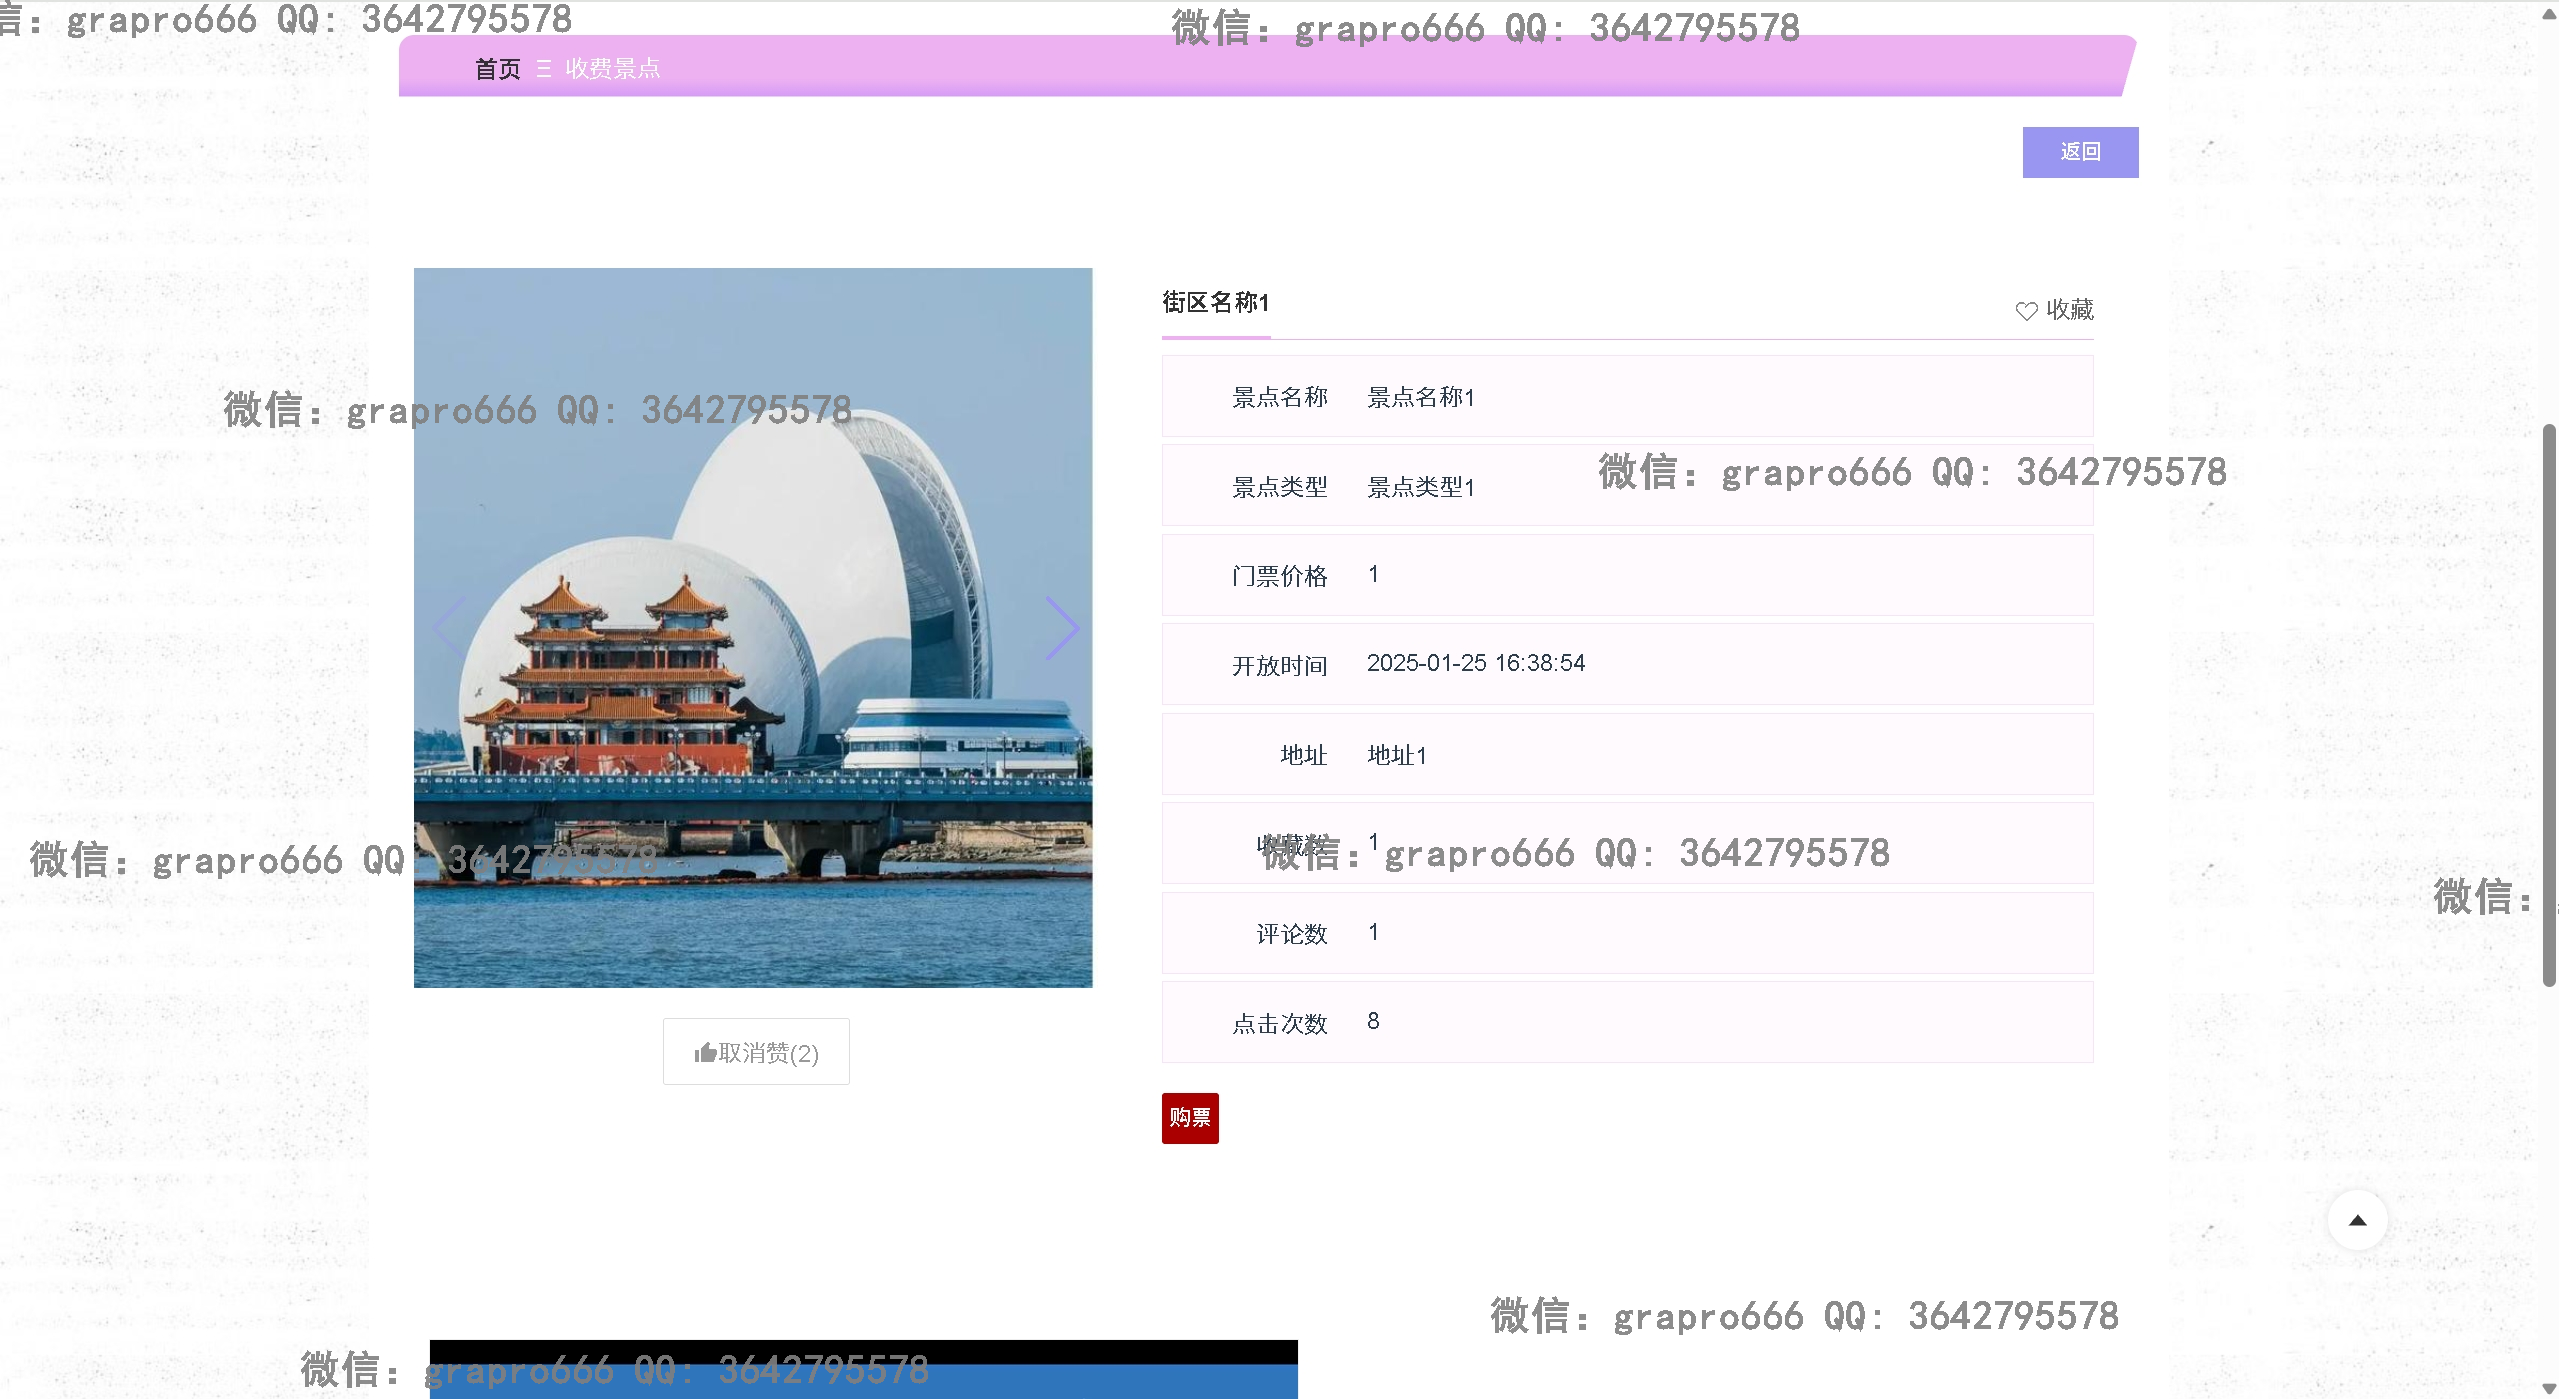 信: grapro666 QQ: 3642795578
微信: grapro666 QQ: 3642795578
首页 三 收费景点
返回
街区名称1
收藏
微信: grapro666 QQ: 3642795578
景点名称 景点名称1
微信: grapro666 QQ: 3642795578
景点类型 景点类型1
门票价格 1
开放时间 2025-01-25 16:38:54
地址 地址1
收藏数 1
微信: grapro666 QQ: 3642795578
微信: grapro666 QQ: 3642795578
微信:
评论数 1
点击次数 8
取消赞(2)
购票
微信: grapro666 QQ: 3642795578
微信: grapro666 QQ: 3642795578